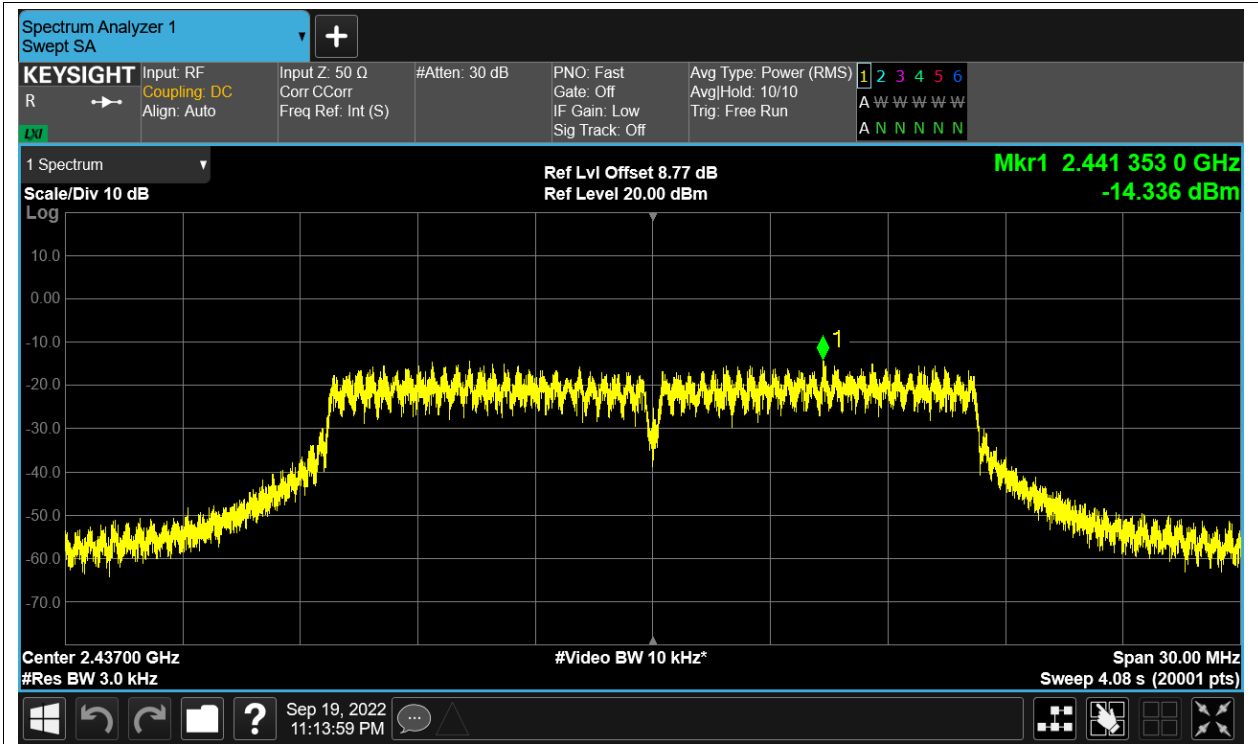 Spectrum Analyzer 1
Swept SA
KEYSIGHT
R
LXI
Input: RF
Coupling: DC
Align: Auto
Input Z: 50 Ω
Corr CCorr
Freq Ref: Int (S)
#Atten: 30 dB
PNO: Fast
Gate: Off
IF Gain: Low
Sig Track: Off
Avg Type: Power (RMS)
Avg|Hold: 10/10
Trig: Free Run
1 2 3 4 5 6
A W W W W W
A N N N N N
1 Spectrum
Scale/Div 10 dB
Ref Lvl Offset 8.77 dB
Ref Level 20.00 dBm
Mkr1 2.441 353 0 GHz
-14.336 dBm
Log
10.0
0.00
-10.0
-20.0
-30.0
-40.0
-50.0
-60.0
-70.0
1
Center 2.43700 GHz
#Res BW 3.0 kHz
#Video BW 10 kHz*
Span 30.00 MHz
Sweep 4.08 s (20001 pts)
?
Sep 19, 2022
11:13:59 PM